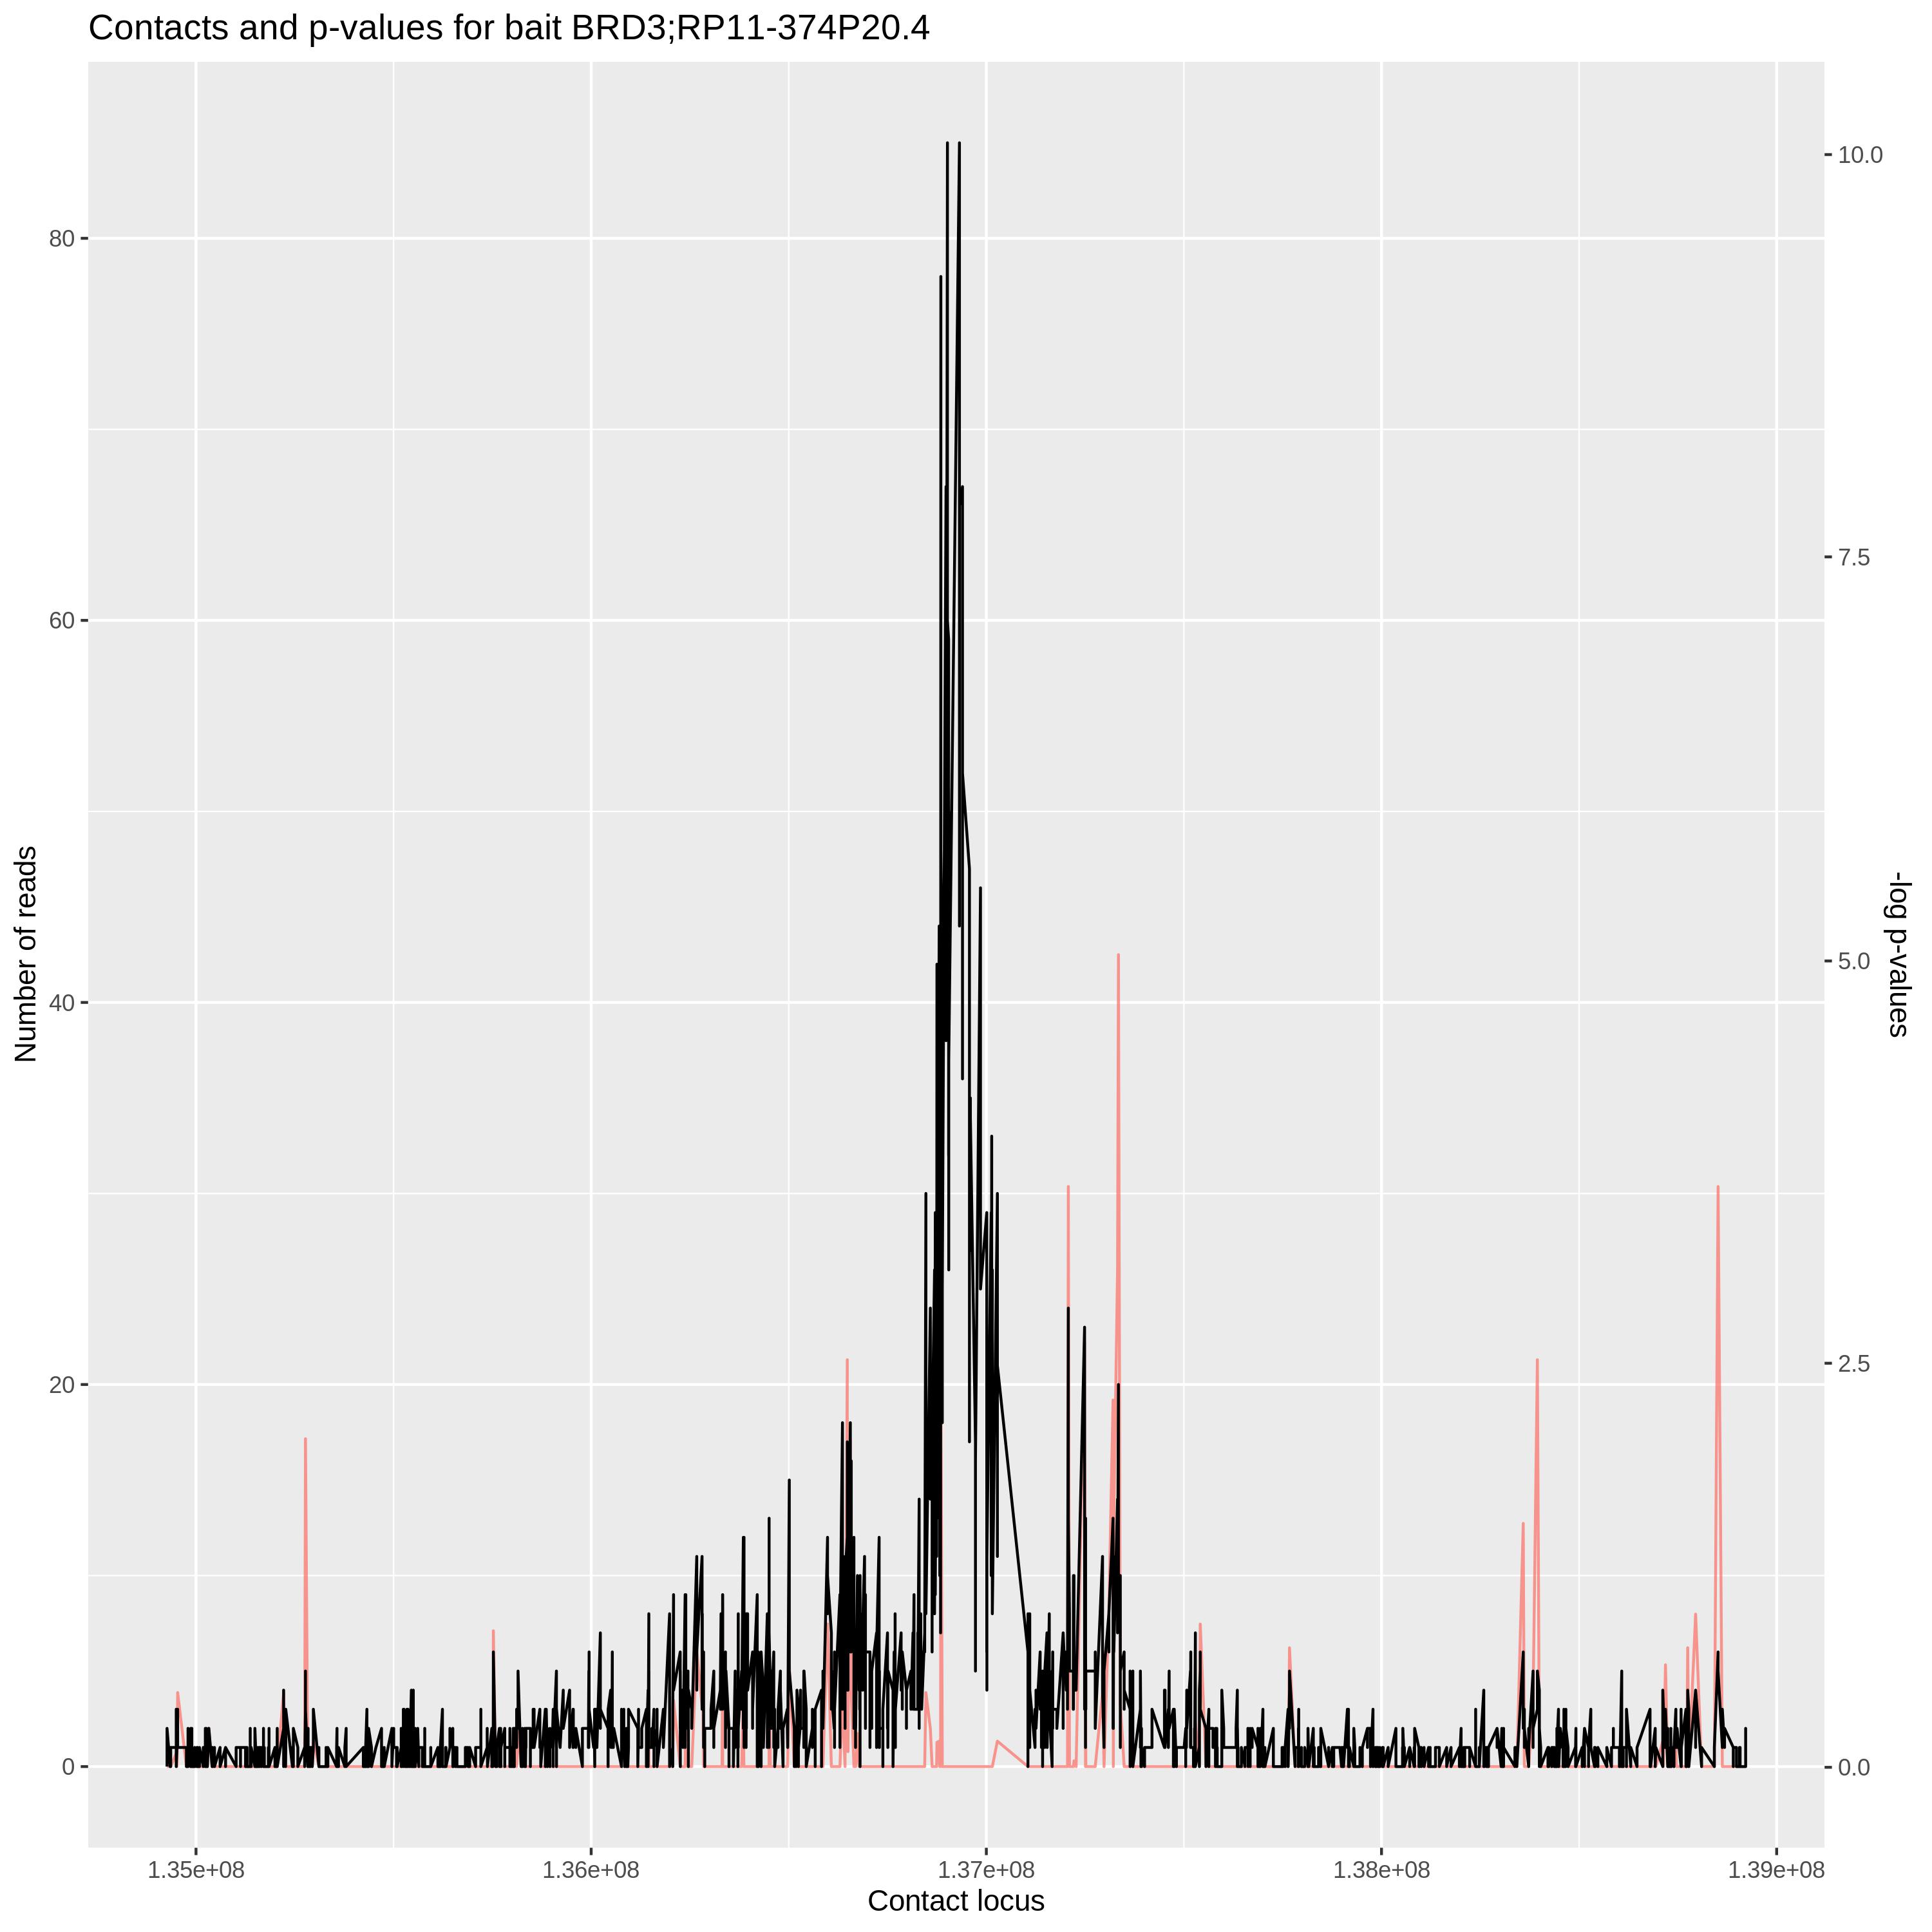 Contacts and p-values for bait BRD3;RP11-374P20.4
Number of reads
80
60
40
20
0
10.0
7.5
5.0
2.5
0.0
-log p-values
1.35e+08
1.36e+08
1.37e+08
1.38e+08
1.39e+08
Contact locus